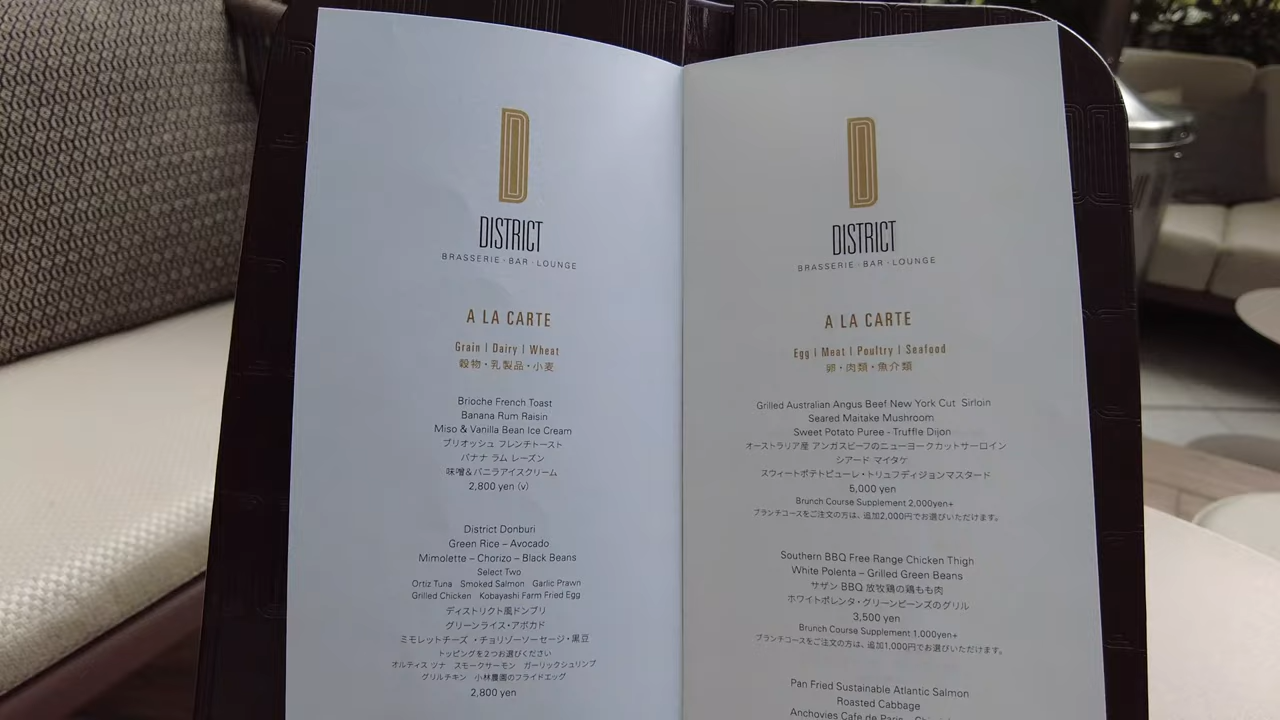 D
DISTRICT
BRASSERIE · BAR · LOUNGE
A LA CARTE
Grain | Dairy | Wheat
穀物・乳製品・小麦
Brioche French Toast
Banana Rum Raisin
Miso & Vanilla Bean Ice Cream
ブリオッシュ フレンチトースト
バナナ ラム レーズン
味噌&バニラアイスクリーム
2,800 yen (v)
District Donburi
Green Rice – Avocado
Mimolette – Chorizo – Black Beans
Select Two
Ortiz Tuna Smoked Salmon Garlic Prawn
Grilled Chicken Kobayashi Farm Fried Egg
ディストリクト風ドンブリ
グリーンライス・アボカド
ミモレットチーズ ・チョリソーソーセージ・黒豆
トッピングを2つお選びください
オルティス ツナ スモークサーモン ガーリックシュリンプ
グリルチキン 小林農園のフライドエッグ
2,800 yen
D
DISTRICT
BRASSERIE · BAR · LOUNGE
A LA CARTE
Egg | Meat | Poultry | Seafood
卵・肉類・魚介類
Grilled Australian Angus Beef New York Cut Sirloin
Seared Maitake Mushroom
Sweet Potato Puree - Truffle Dijon
オーストラリア産 アンガスビーフのニューヨークカットサーロイン
シアード マイタケ
スウィートポテトピューレ・トリュフディジョンマスタード
5,000 yen
Brunch Course Supplement 2,000yen+
ブランチコースをご注文の方は、追加2,000円でお選びいただけます。
Southern BBQ Free Range Chicken Thigh
White Polenta – Grilled Green Beans
サザン BBQ 放牧鶏の鶏もも肉
ホワイトポレンタ・グリーンビーンズのグリル
3,500 yen
Brunch Course Supplement 1,000yen+
ブランチコースをご注文の方は、追加1,000円でお選びいただけます。
Pan Fried Sustainable Atlantic Salmon
Roasted Cabbage
Anchovies Cafe de Paris